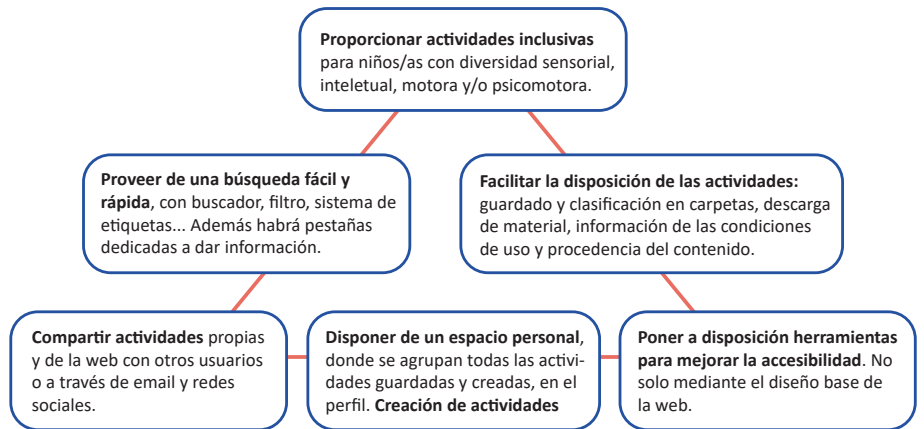 Proporcionar actividades inclusivas
para niños/as con diversidad sensorial,
inteletual, motora y/o psicomotora.
Proveer de una búsqueda fácil y
rápida, con buscador, filtro, sistema de
etiquetas... Además habrá pestañas
dedicadas a dar información.
Facilitar la disposición de las actividades:
guardado y clasificación en carpetas, descarga
de material, información de las condiciones
de uso y procedencia del contenido.
Compartir actividades propias
y de la web con otros usuarios
o a través de email y redes
sociales.
Disponer de un espacio personal,
donde se agrupan todas las activi-
dades guardadas y creadas, en el
perfil. Creación de actividades
Poner a disposición herramientas
para mejorar la accesibilidad. No
solo mediante el diseño base de
la web.